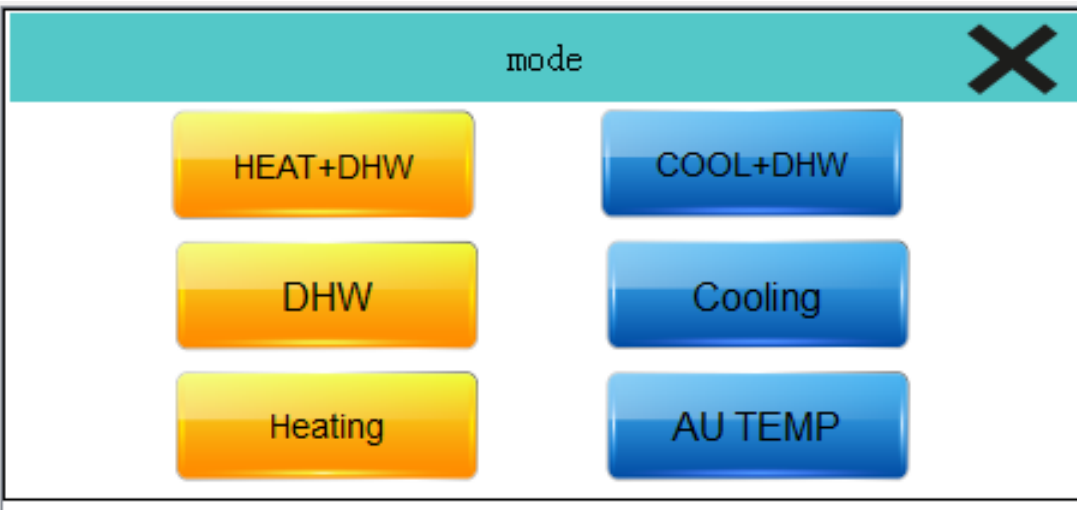 mode
HEAT+DHW
COOL+DHW
DHW
Cooling
Heating
AU TEMP